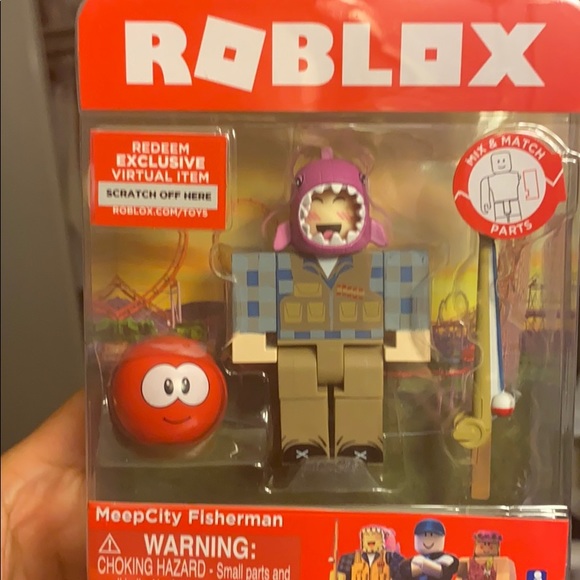 ROBLOX
REDEEM
EXCLUSIVE
VIRTUAL ITEM
SCRATCH OFF HERE
ROBLOX.COM/TOYS
MIX & MATCH
PARTS
MeepCity Fisherman
WARNING:
CHOKING HAZARD - Small parts and